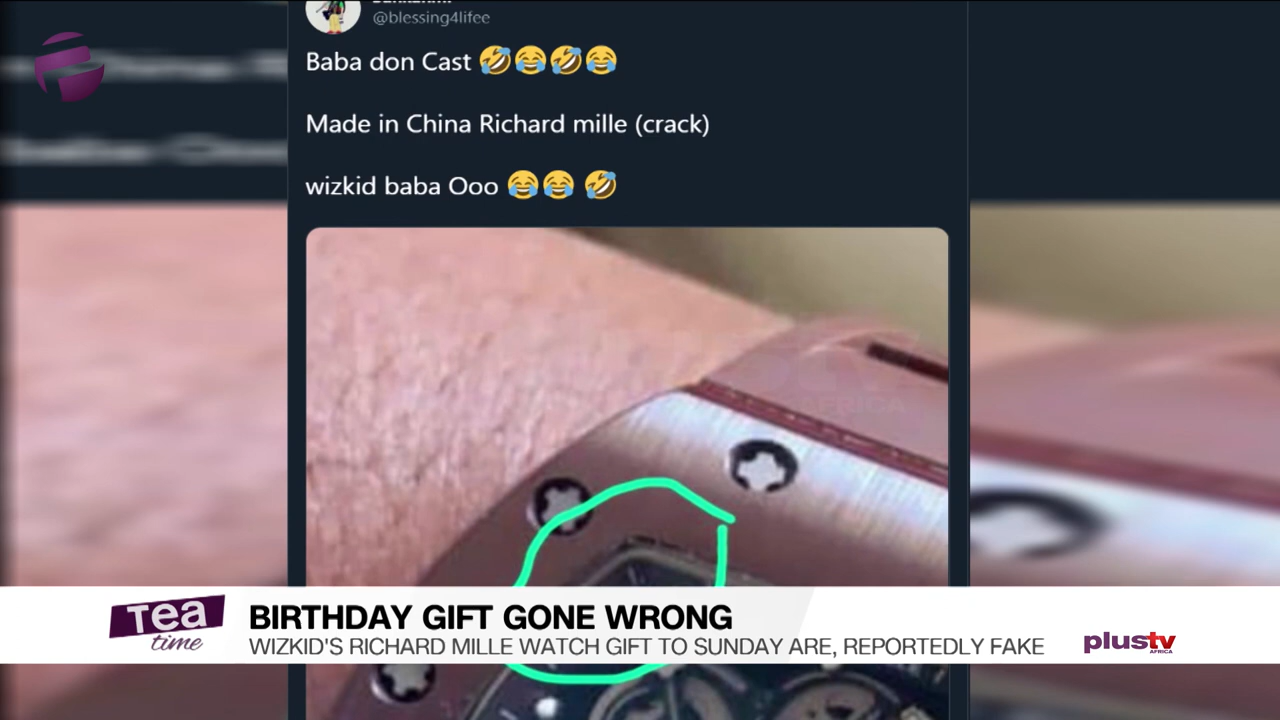 @blessing4lifee
Baba don Cast 🤣😂🤣😂
Made in China Richard mille (crack)
wizkid baba Ooo 😂😂 🤣
AFRICA
Tea
time
BIRTHDAY GIFT GONE WRONG
WIZKID'S RICHARD MILLE WATCH GIFT TO SUNDAY ARE, REPORTEDLY FAKE
plustv
AFRICA